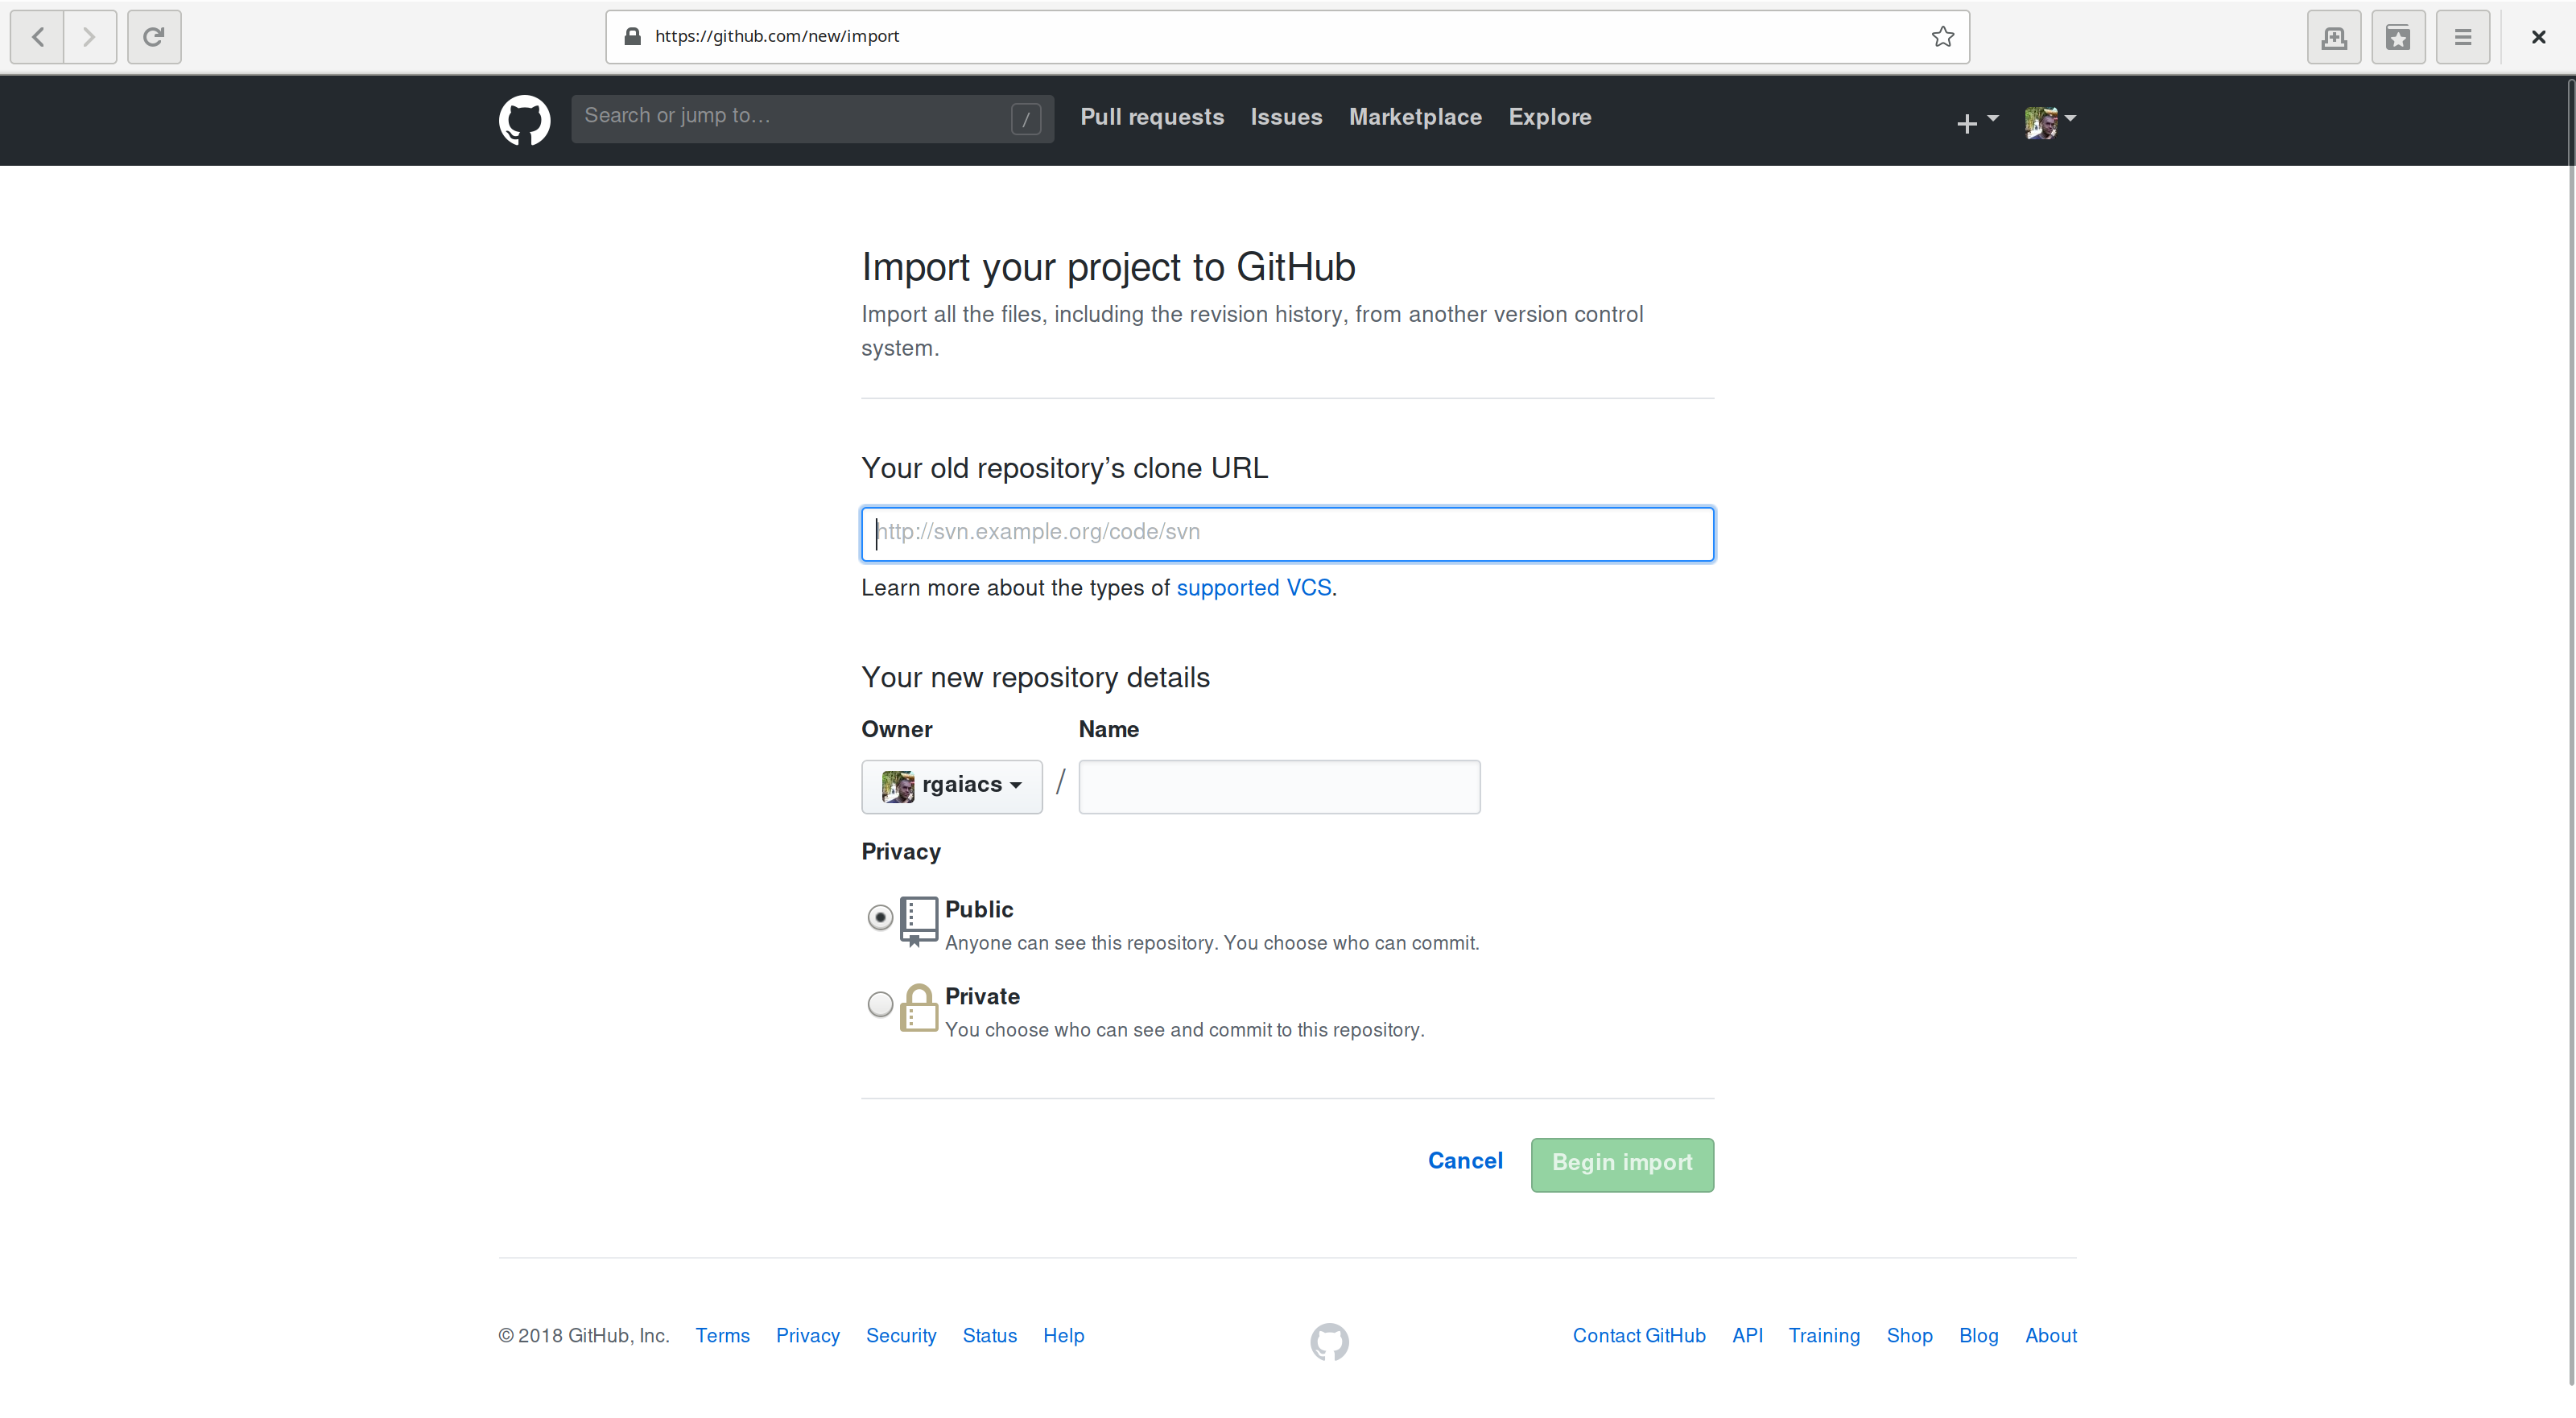 https://github.com/new/import
Search or jump to... / Pull requests Issues Marketplace Explore
Import your project to GitHub
Import all the files, including the revision history, from another version control
system.
Your old repository’s clone URL
http://svn.example.org/code/svn
Learn more about the types of supported VCS.
Your new repository details
Owner Name
rgaiacs /
Privacy
Public
Anyone can see this repository. You choose who can commit.
Private
You choose who can see and commit to this repository.
Cancel Begin import
© 2018 GitHub, Inc. Terms Privacy Security Status Help Contact GitHub API Training Shop Blog About